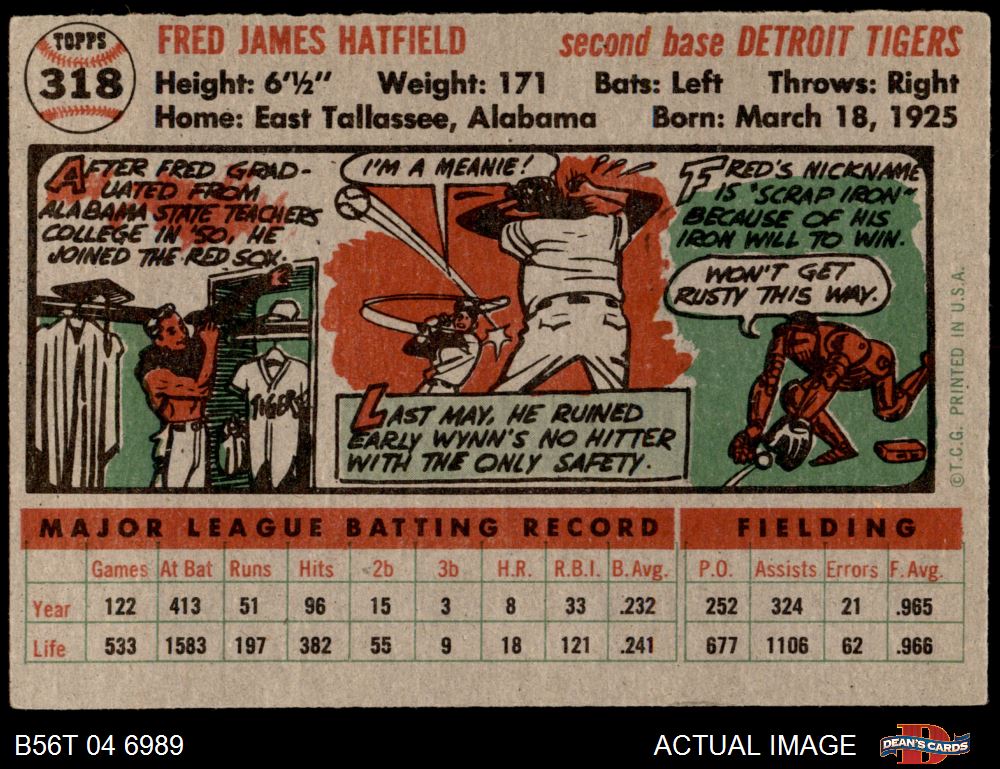 TOPPS
318
FRED JAMES HATFIELD second base DETROIT TIGERS
Height: 6'½" Weight: 171 Bats: Left Throws: Right
Home: East Tallassee, Alabama Born: March 18, 1925
AFTER FRED GRAD-
UATED FROM
ALABAMA STATE TEACHERS
COLLEGE IN '50, HE
JOINED THE RED SOX.
TIGERS
I'M A MEANIE!
LAST MAY, HE RUINED
EARLY WYNN'S NO HITTER
WITH THE ONLY SAFETY.
FRED'S NICKNAME
IS "SCRAP IRON"
BECAUSE OF HIS
IRON WILL TO WIN.
WON'T GET
RUSTY THIS WAY.
©T.C.G. PRINTED IN U.S.A.
MAJOR LEAGUE BATTING RECORD FIELDING
Games At Bat Runs Hits 2b 3b H.R. R.B.I. B.Avg. P.O. Assists Errors F.Avg.
Year 122 413 51 96 15 3 8 33 .232 252 324 21 .965
Life 533 1583 197 382 55 9 18 121 .241 677 1106 62 .966
B56T 04 6989 ACTUAL IMAGE DEAN'S CARDS